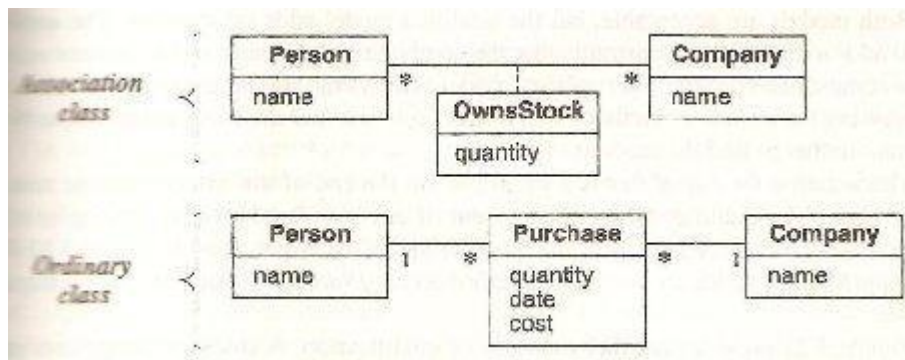 Person
Company
Association
class
*
*
name
name
OwnsStock
quantity
Person
Purchase
Company
Ordinary
class
name
1
*
quantity
*
1
name
date
cost